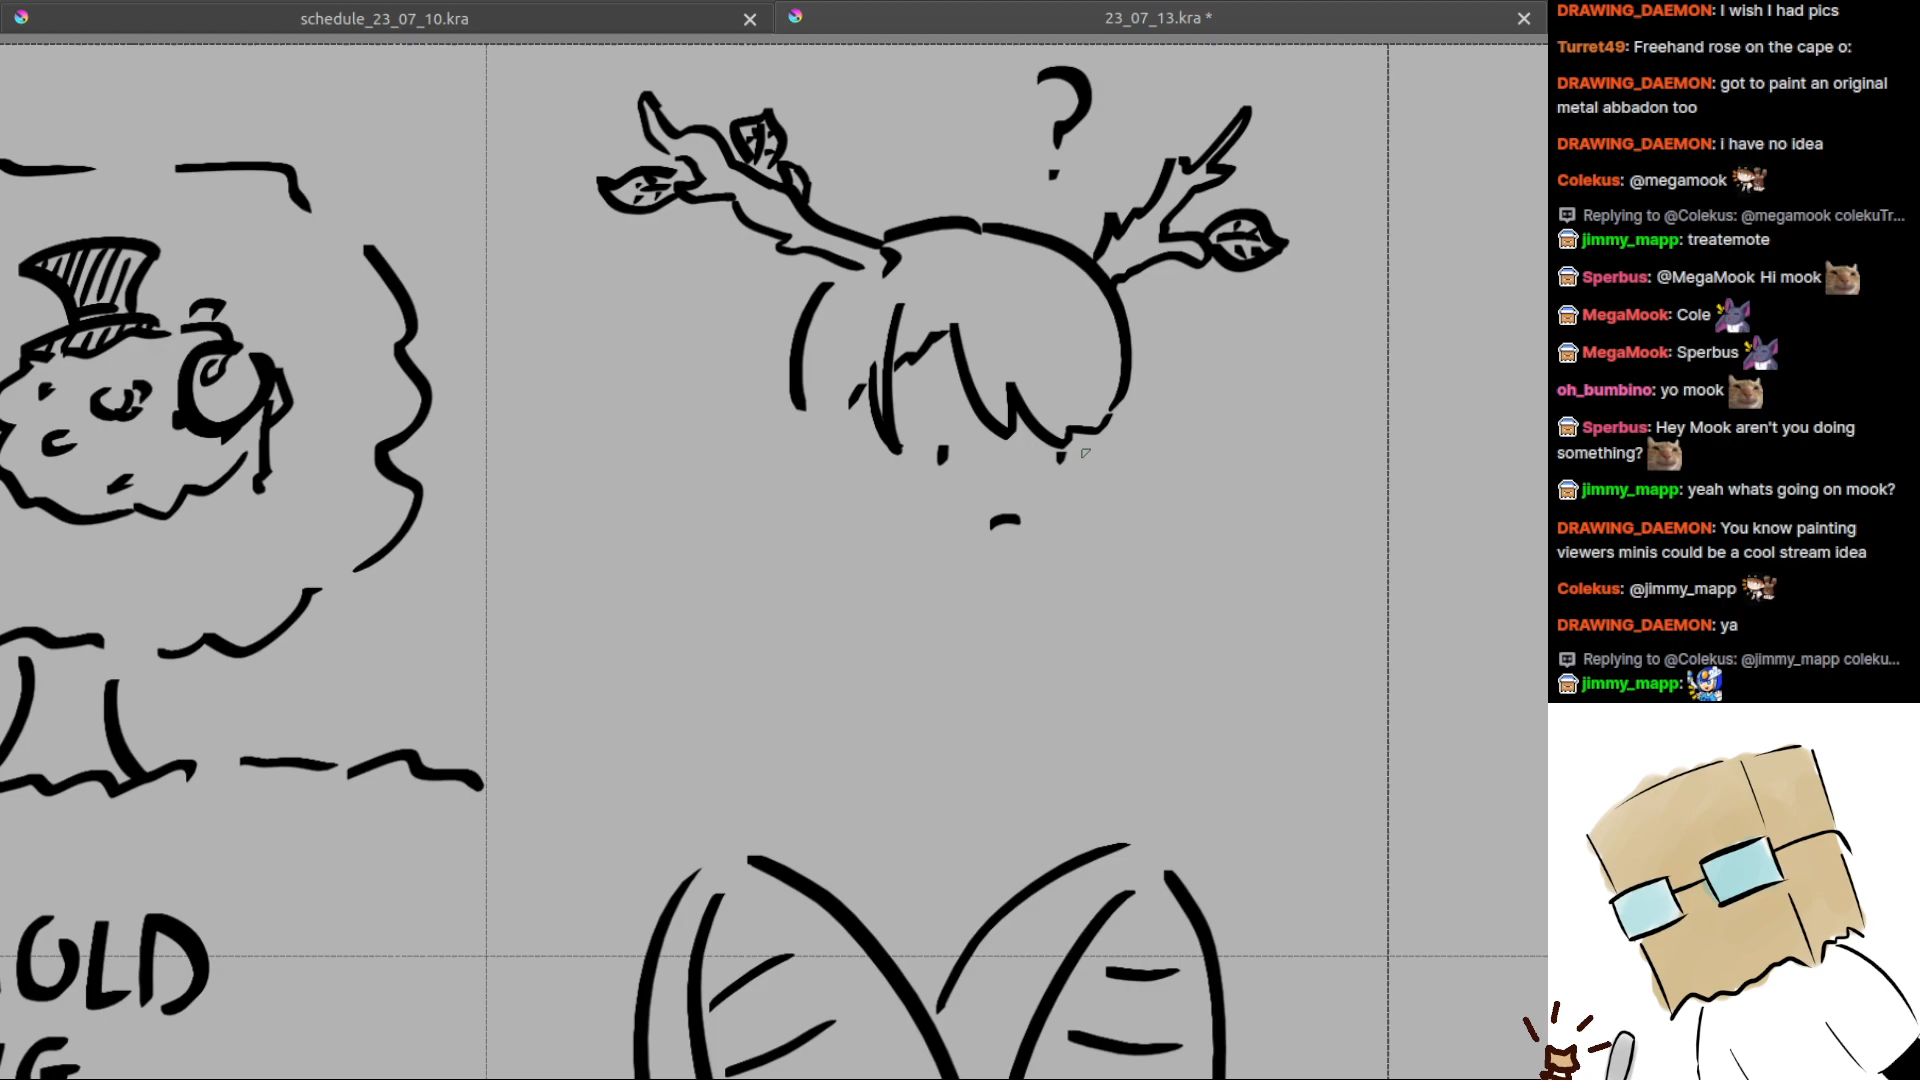 schedule_23_07_10.kra
23_07_13.kra *
?
OLD
G
DRAWING_DAEMON: I wish I had pics
Turret49: Freehand rose on the cape o:
DRAWING_DAEMON: got to paint an original
metal abbadon too
DRAWING_DAEMON: i have no idea
Colekus: @megamook
Replying to @Colekus: @megamook colekuTr...
jimmy_mapp: treatemote
Sperbus: @MegaMook Hi mook
MegaMook: Cole
MegaMook: Sperbus
oh_bumbino: yo mook
Sperbus: Hey Mook aren't you doing
something?
jimmy_mapp: yeah whats going on mook?
DRAWING_DAEMON: You know painting
viewers minis could be a cool stream idea
Colekus: @jimmy_mapp
DRAWING_DAEMON: ya
Replying to @Colekus: @jimmy_mapp coleku...
jimmy_mapp: